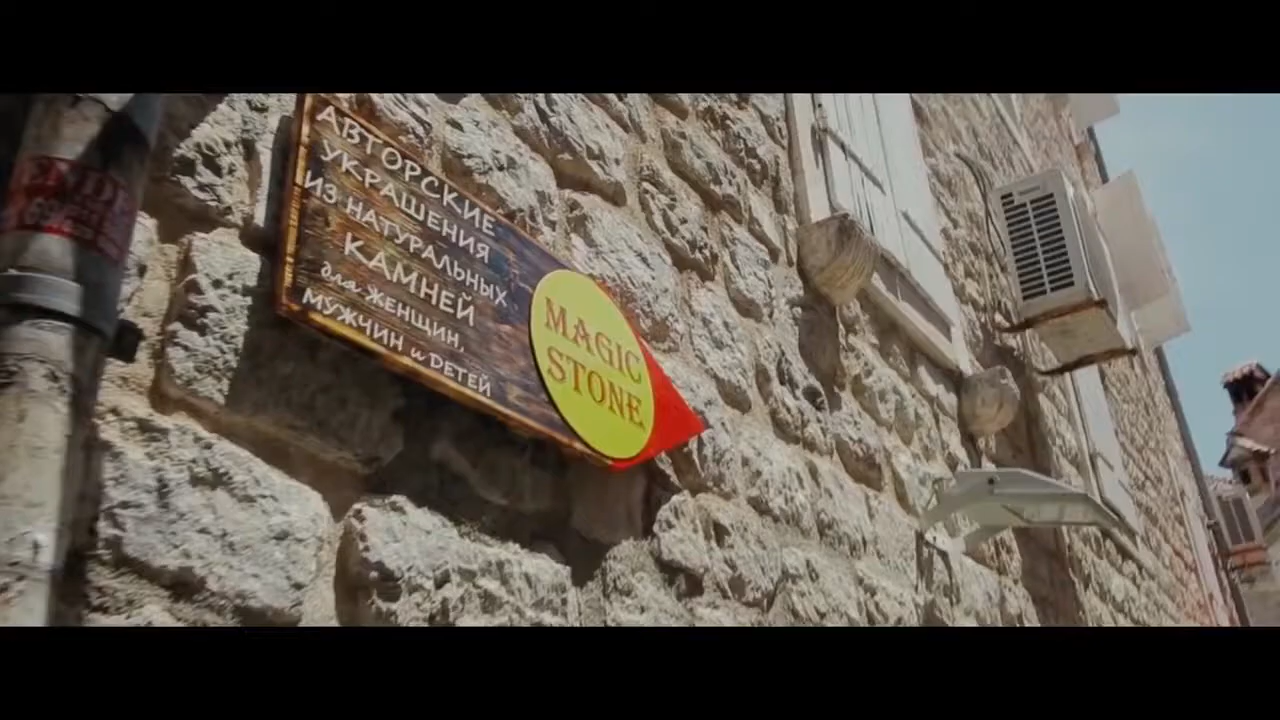 АВТОРСКИЕ
УКРАШЕНИЯ
ИЗ НАТУРАЛЬНЫХ
КАМНЕЙ
для ЖЕНЩИН,
МУЖЧИН и ДЕТЕЙ
MAGIC
STONE